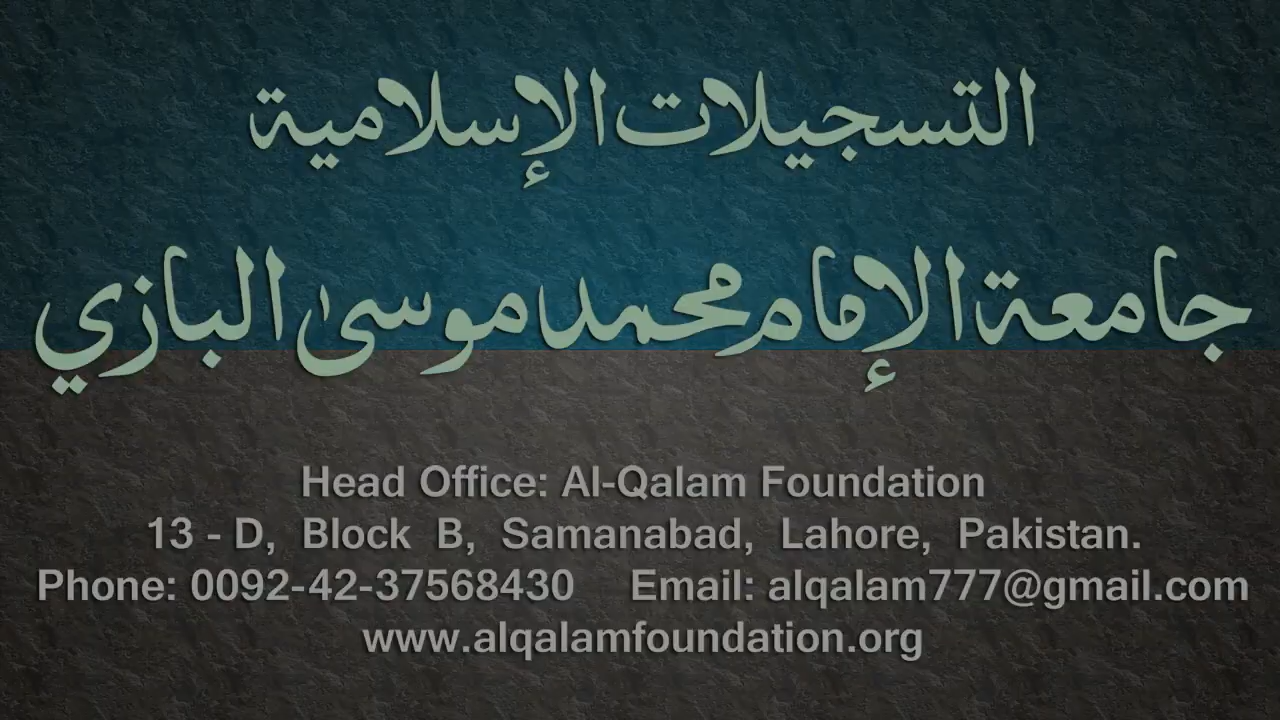 التسجيلات الإسلامية
جامعة الإمام محمد موسىٰ البازي
Head Office: Al-Qalam Foundation
13 - D, Block B, Samanabad, Lahore, Pakistan.
Phone: 0092-42-37568430 Email: alqalam777@gmail.com
www.alqalamfoundation.org